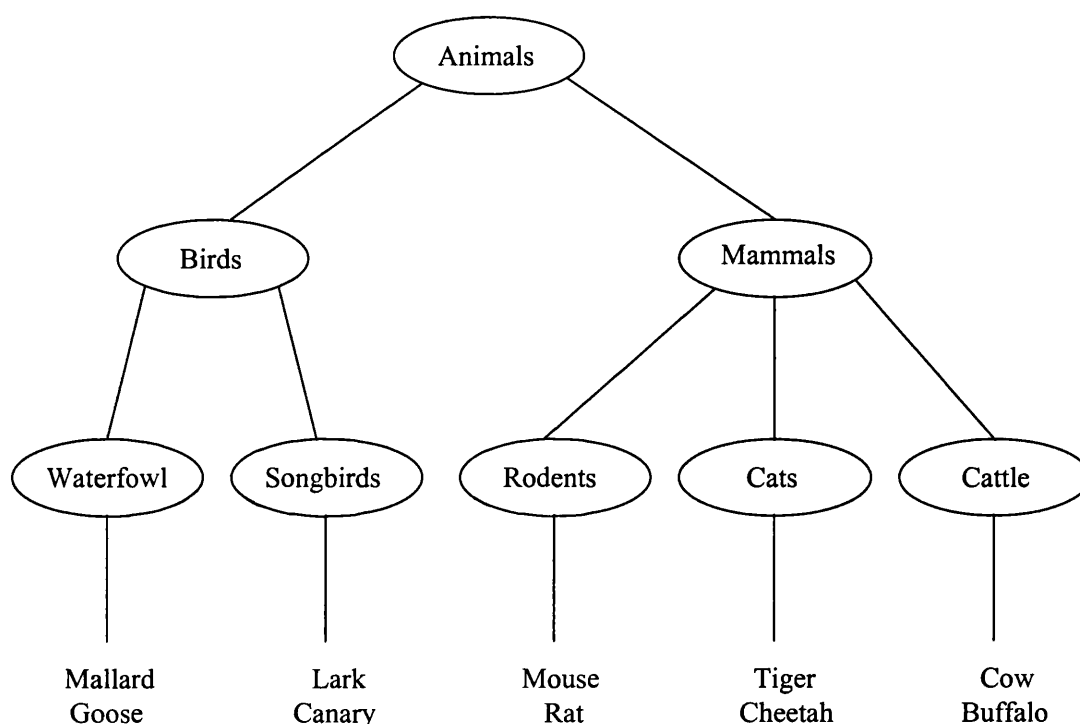 Animals
Birds
Mammals
Waterfowl
Songbirds
Rodents
Cats
Cattle
Mallard
Goose
Lark
Canary
Mouse
Rat
Tiger
Cheetah
Cow
Buffalo